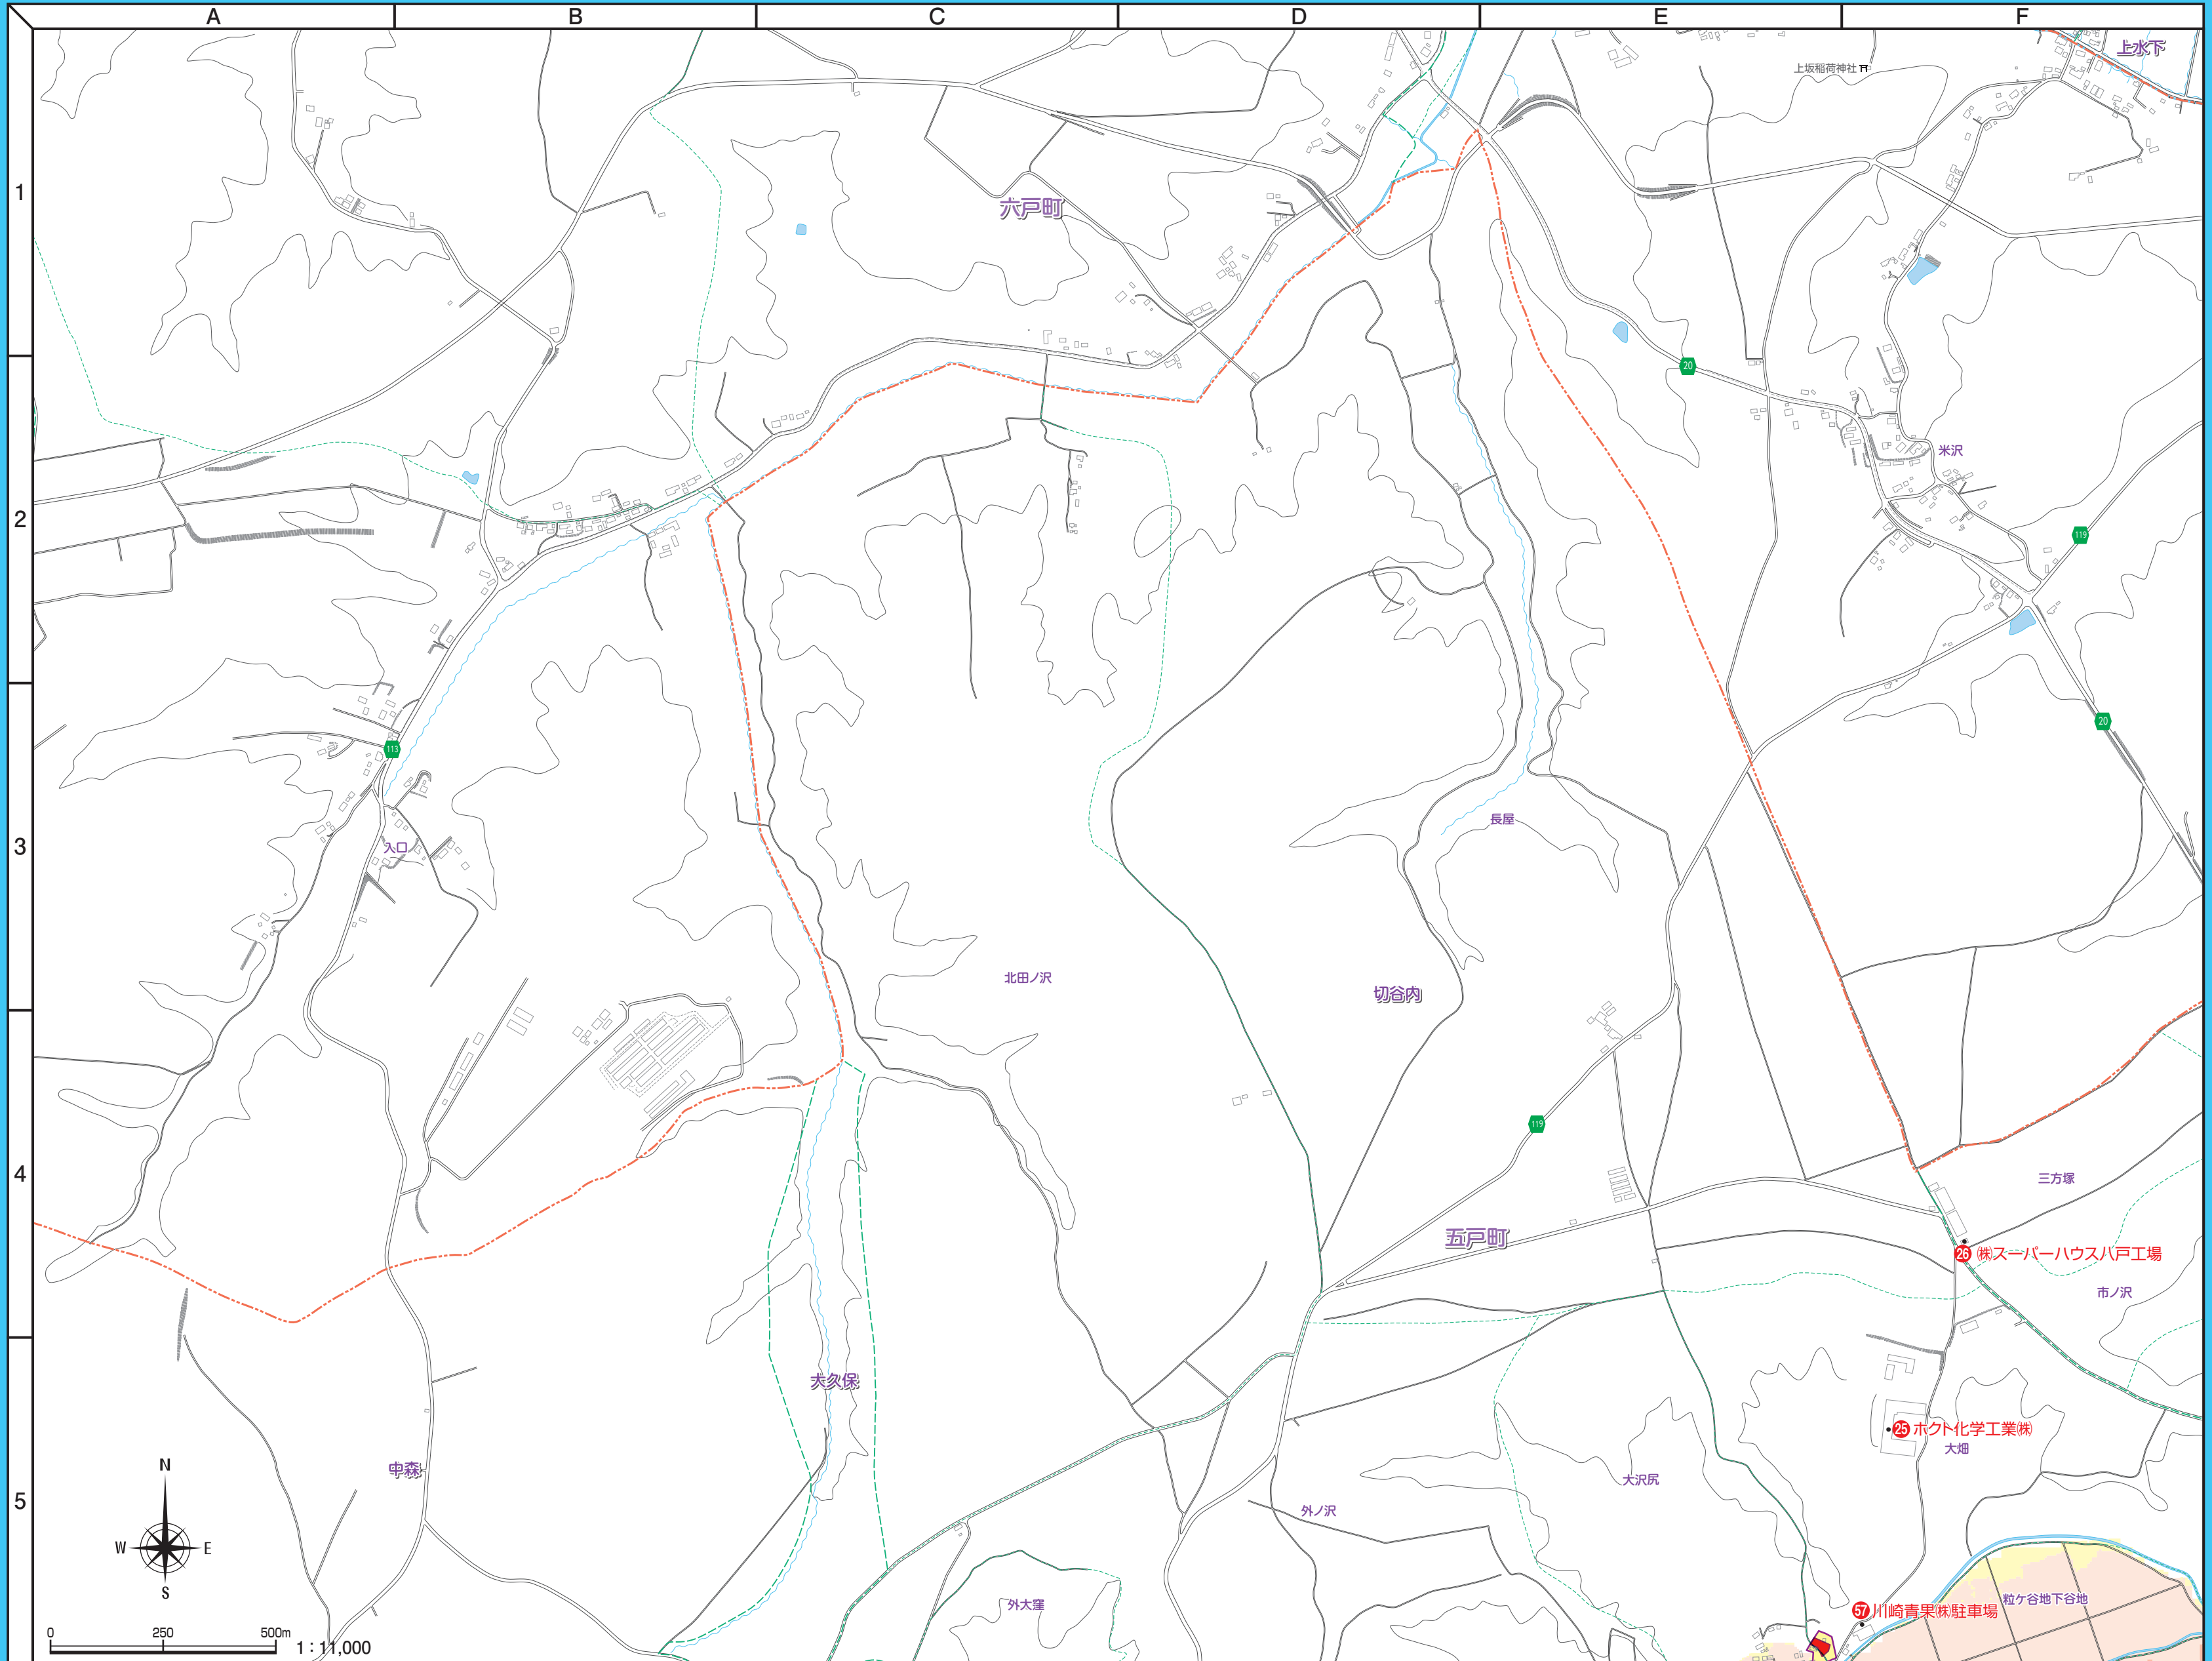 A B C D E F
上水下
上坂稲荷神社
1
六戸町
20
米沢
2
119
20
113
長屋
3
入口
北田ノ沢
切谷内
119
4
三方塚
五戸町
26 ㈱スーパーハウス八戸工場
市ノ沢
大久保
25 ホクト化学工業㈱
大畑
中森
大沢尻
N
5
外ノ沢
W E
S
外大窪
粒ケ谷地下谷地
57 川崎青果㈱駐車場
0 250 500m
1：11,000